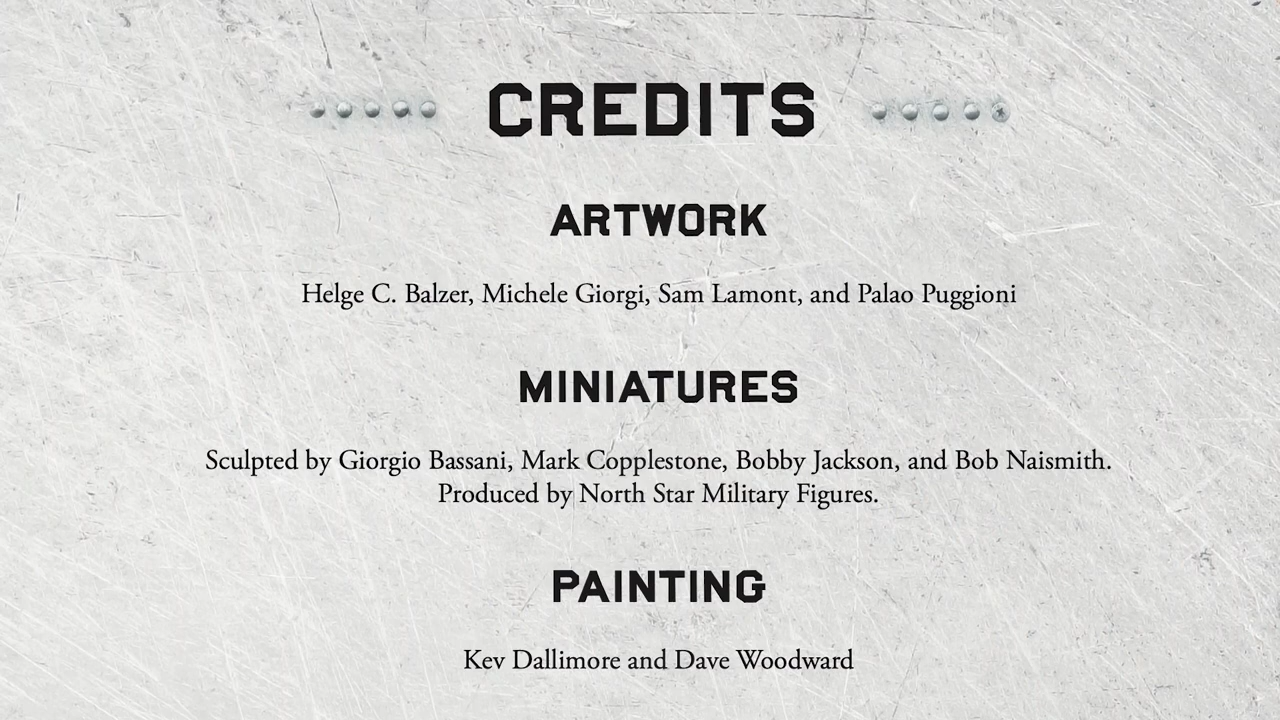 CREDITS
ARTWORK
Helge C. Balzer, Michele Giorgi, Sam Lamont, and Palao Puggioni
MINIATURES
Sculpted by Giorgio Bassani, Mark Copplestone, Bobby Jackson, and Bob Naismith.
Produced by North Star Military Figures.
PAINTING
Kev Dallimore and Dave Woodward